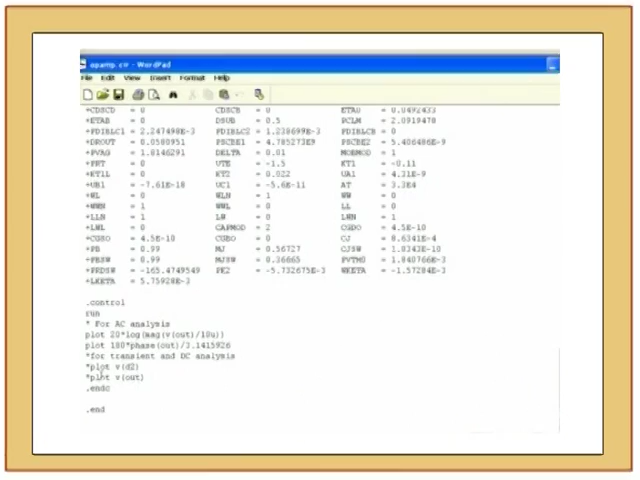 opamp.cir - WordPad
File Edit View Insert Format Help
+CDSCD = 0 CDSCB = 0 ETA0 = 0.0492433
+ETAB = 0 DSUB = 0.5 PCLM = 2.0919478
+PDIBLC1 = 2.247498E-3 PDIBLC2 = 1.238699E-3 PDIBLCB = 0
+DROUT = 0.0580951 PSCBE1 = 4.785273E9 PSCBE2 = 5.406486E-9
+PVAG = 1.8146291 DELTA = 0.01 MOBMOD = 1
+PRT = 0 UTE = -1.5 KT1 = -0.11
+KT1L = 0 KT2 = 0.022 UA1 = 4.31E-9
+UB1 = -7.61E-18 UC1 = -5.6E-11 AT = 3.3E4
+WL = 0 WLN = 1 WW = 0
+WWN = 1 WWL = 0 LL = 0
+LLN = 1 LW = 0 LWN = 1
+LWL = 0 CAPMOD = 2 CGDO = 4.5E-10
+CGSO = 4.5E-10 CGBO = 0 CJ = 8.6341E-4
+PB = 0.99 MJ = 0.56727 CJSW = 1.0343E-10
+PBSW = 0.99 MJSW = 0.36665 PVTH0 = 1.840766E-3
+PRDSW = -165.4749549 PK2 = -5.732675E-3 WKETA = -1.57284E-3
+LKETA = 5.75928E-3
.control
run
* For AC analysis
plot 20*log(mag(v(out)/10u))
plot 180*phase(out)/3.1415926
*for transient and DC analysis
*plot v(d2)
*plot v(out)
.endc
.end